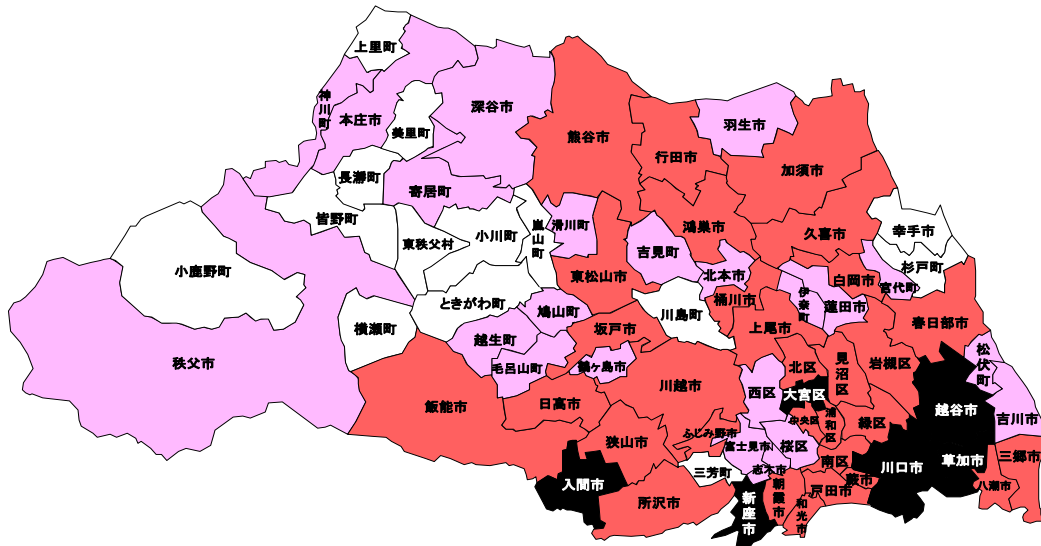 上里町
神川町
本庄市
美里町
深谷市
熊谷市
行田市
羽生市
加須市
長瀞町
寄居町
皆野町
東秩父村
小川町
嵐山町
滑川町
吉見町
鴻巣市
久喜市
幸手市
小鹿野町
東松山市
北本市
杉戸町
白岡市
宮代町
ときがわ町
鳩山町
川島町
桶川市
伊奈町
蓮田市
横瀬町
越生町
坂戸市
上尾市
春日部市
秩父市
毛呂山町
鶴ヶ島市
川越市
西区
北区
見沼区
岩槻区
松伏町
飯能市
日高市
大宮区
越谷市
吉川市
中央区
浦和区
緑区
狭山市
ふじみ野市
富士見市
桜区
南区
川口市
草加市
三郷市
入間市
三芳町
志木市
朝霞市
戸田市
蕨市
八潮市
所沢市
新座市
和光市